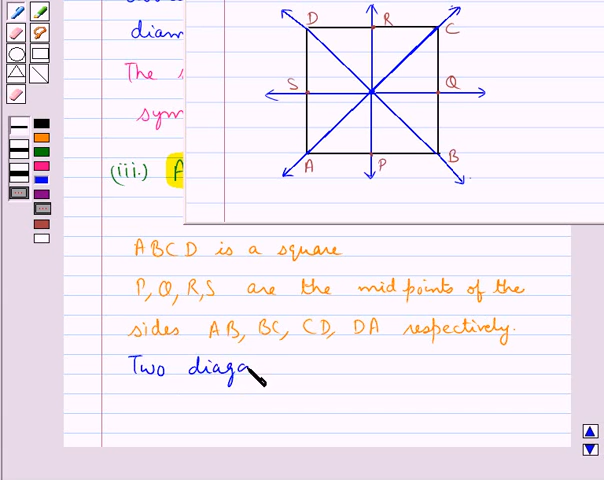 D R C
diam
S Q
The s
sym
A P B
(iii.)
ABCD is a square
P, Q, R, S are the mid points of the
sides AB, BC, CD, DA respectively.
Two diaga